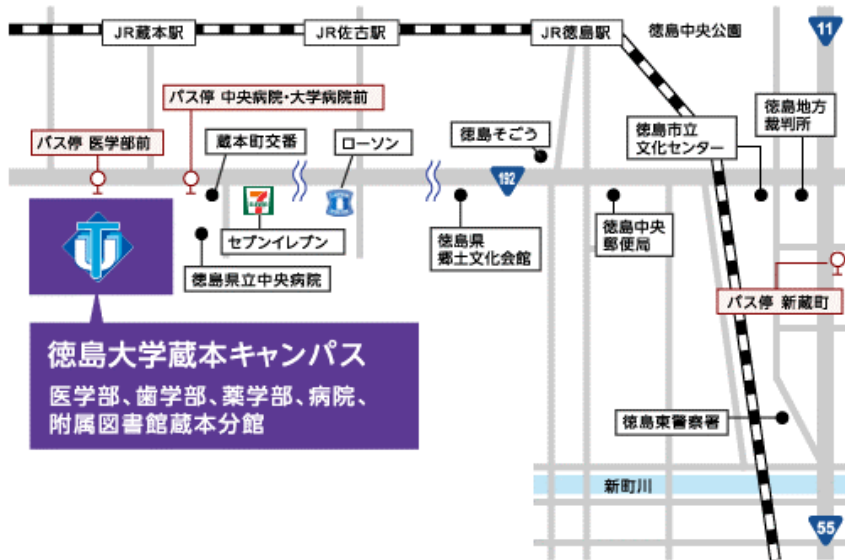 JR蔵本駅
JR佐古駅
JR徳島駅
徳島中央公園
11
バス停 中央病院・大学病院前
バス停 医学部前
蔵本町交番
ローソン
徳島そごう
徳島市立
文化センター
徳島地方
裁判所
192
セブンイレブン
徳島県立中央病院
徳島県
郷土文化会館
徳島中央
郵便局
バス停 新蔵町
徳島大学蔵本キャンパス
医学部、歯学部、薬学部、病院、
附属図書館蔵本分館
徳島東警察署
新町川
55